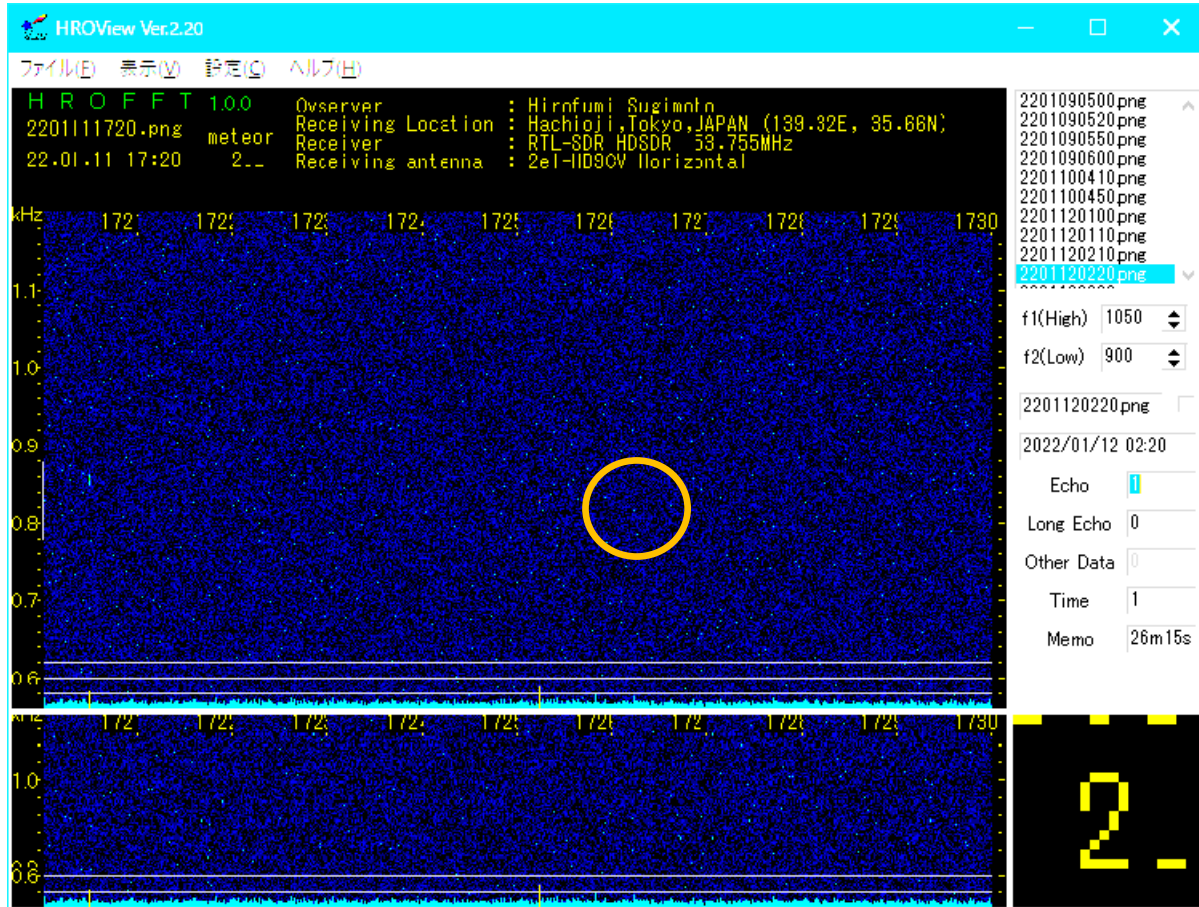 HROView Ver.2.20
ファイル(F) 表示(V) 設定(C) ヘルプ(H)
H R O F F T 1.0.0
2201111720.png
meteor
22.01.11 17:20 2__
Ovserver : Hirofumi Sugimoto
Receiving Location : Hachioji,Tokyo,JAPAN (139.32E, 35.66N)
Receiver : RTL-SDR HDSDR 53.755MHz
Receiving antenna : 2el-HB9CV Horizontal
kHz 1730
1.1
1.0
0.9
0.8
0.7
0.6
kHz 1730
1.0
0.6
2201090500.png
2201090520.png
2201090550.png
2201090600.png
2201100410.png
2201100450.png
2201120100.png
2201120110.png
2201120210.png
2201120220.png
f1(High) 1050
f2(Low) 900
2201120220.png
2022/01/12 02:20
Echo 1
Long Echo 0
Other Data 0
Time 1
Memo 26m15s
2_